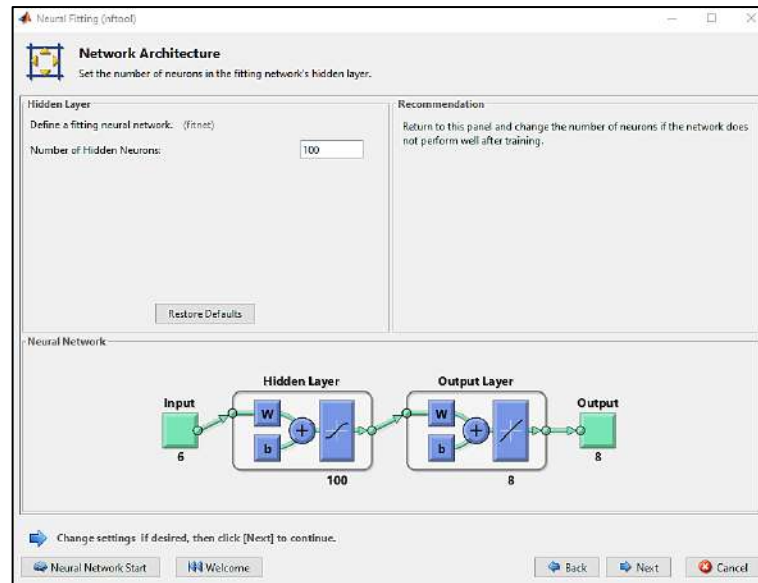 Neural Fitting (nftool)
Network Architecture
Set the number of neurons in the fitting network's hidden layer.
Hidden Layer
Define a fitting neural network. (fitnet)
Number of Hidden Neurons: 100
Restore Defaults
Recommendation
Return to this panel and change the number of neurons if the network does
not perform well after training.
Neural Network
Hidden Layer Output Layer
Input Output
W W
+ +
b b
6 8
100 8
Change settings if desired, then click [Next] to continue.
Neural Network Start Welcome Back Next Cancel